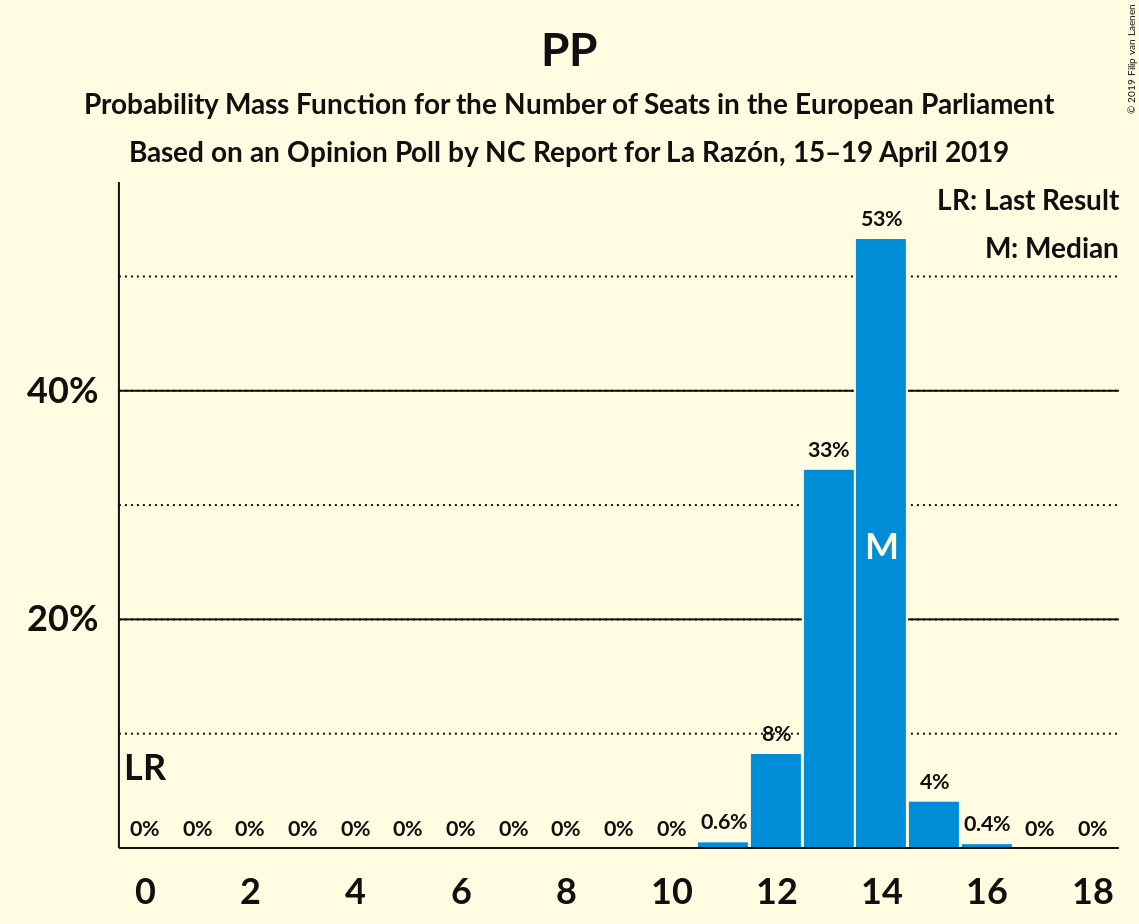 PP
Probability Mass Function for the Number of Seats in the European Parliament
Based on an Opinion Poll by NC Report for La Razón, 15–19 April 2019
© 2019 Filip van Laenen
LR: Last Result
M: Median
53%
40%
33%
M
20%
8%
LR
4%
0% 0% 0% 0% 0% 0% 0% 0% 0% 0% 0% 0.6% 0.4% 0% 0%
0 2 4 6 8 10 12 14 16 18